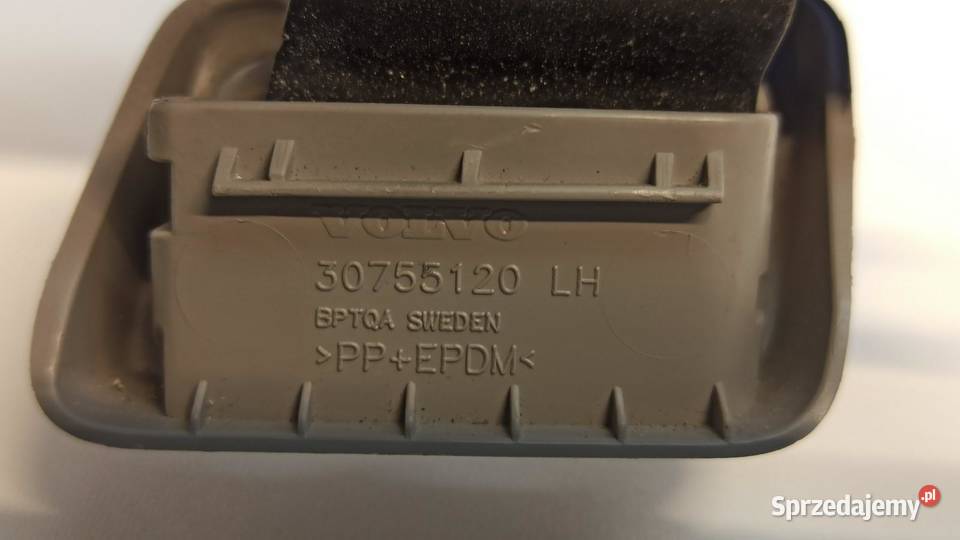 VOLVO
30755120 LH
BPTQA SWEDEN
>PP+EPDM<
Sprzedajemy.pl